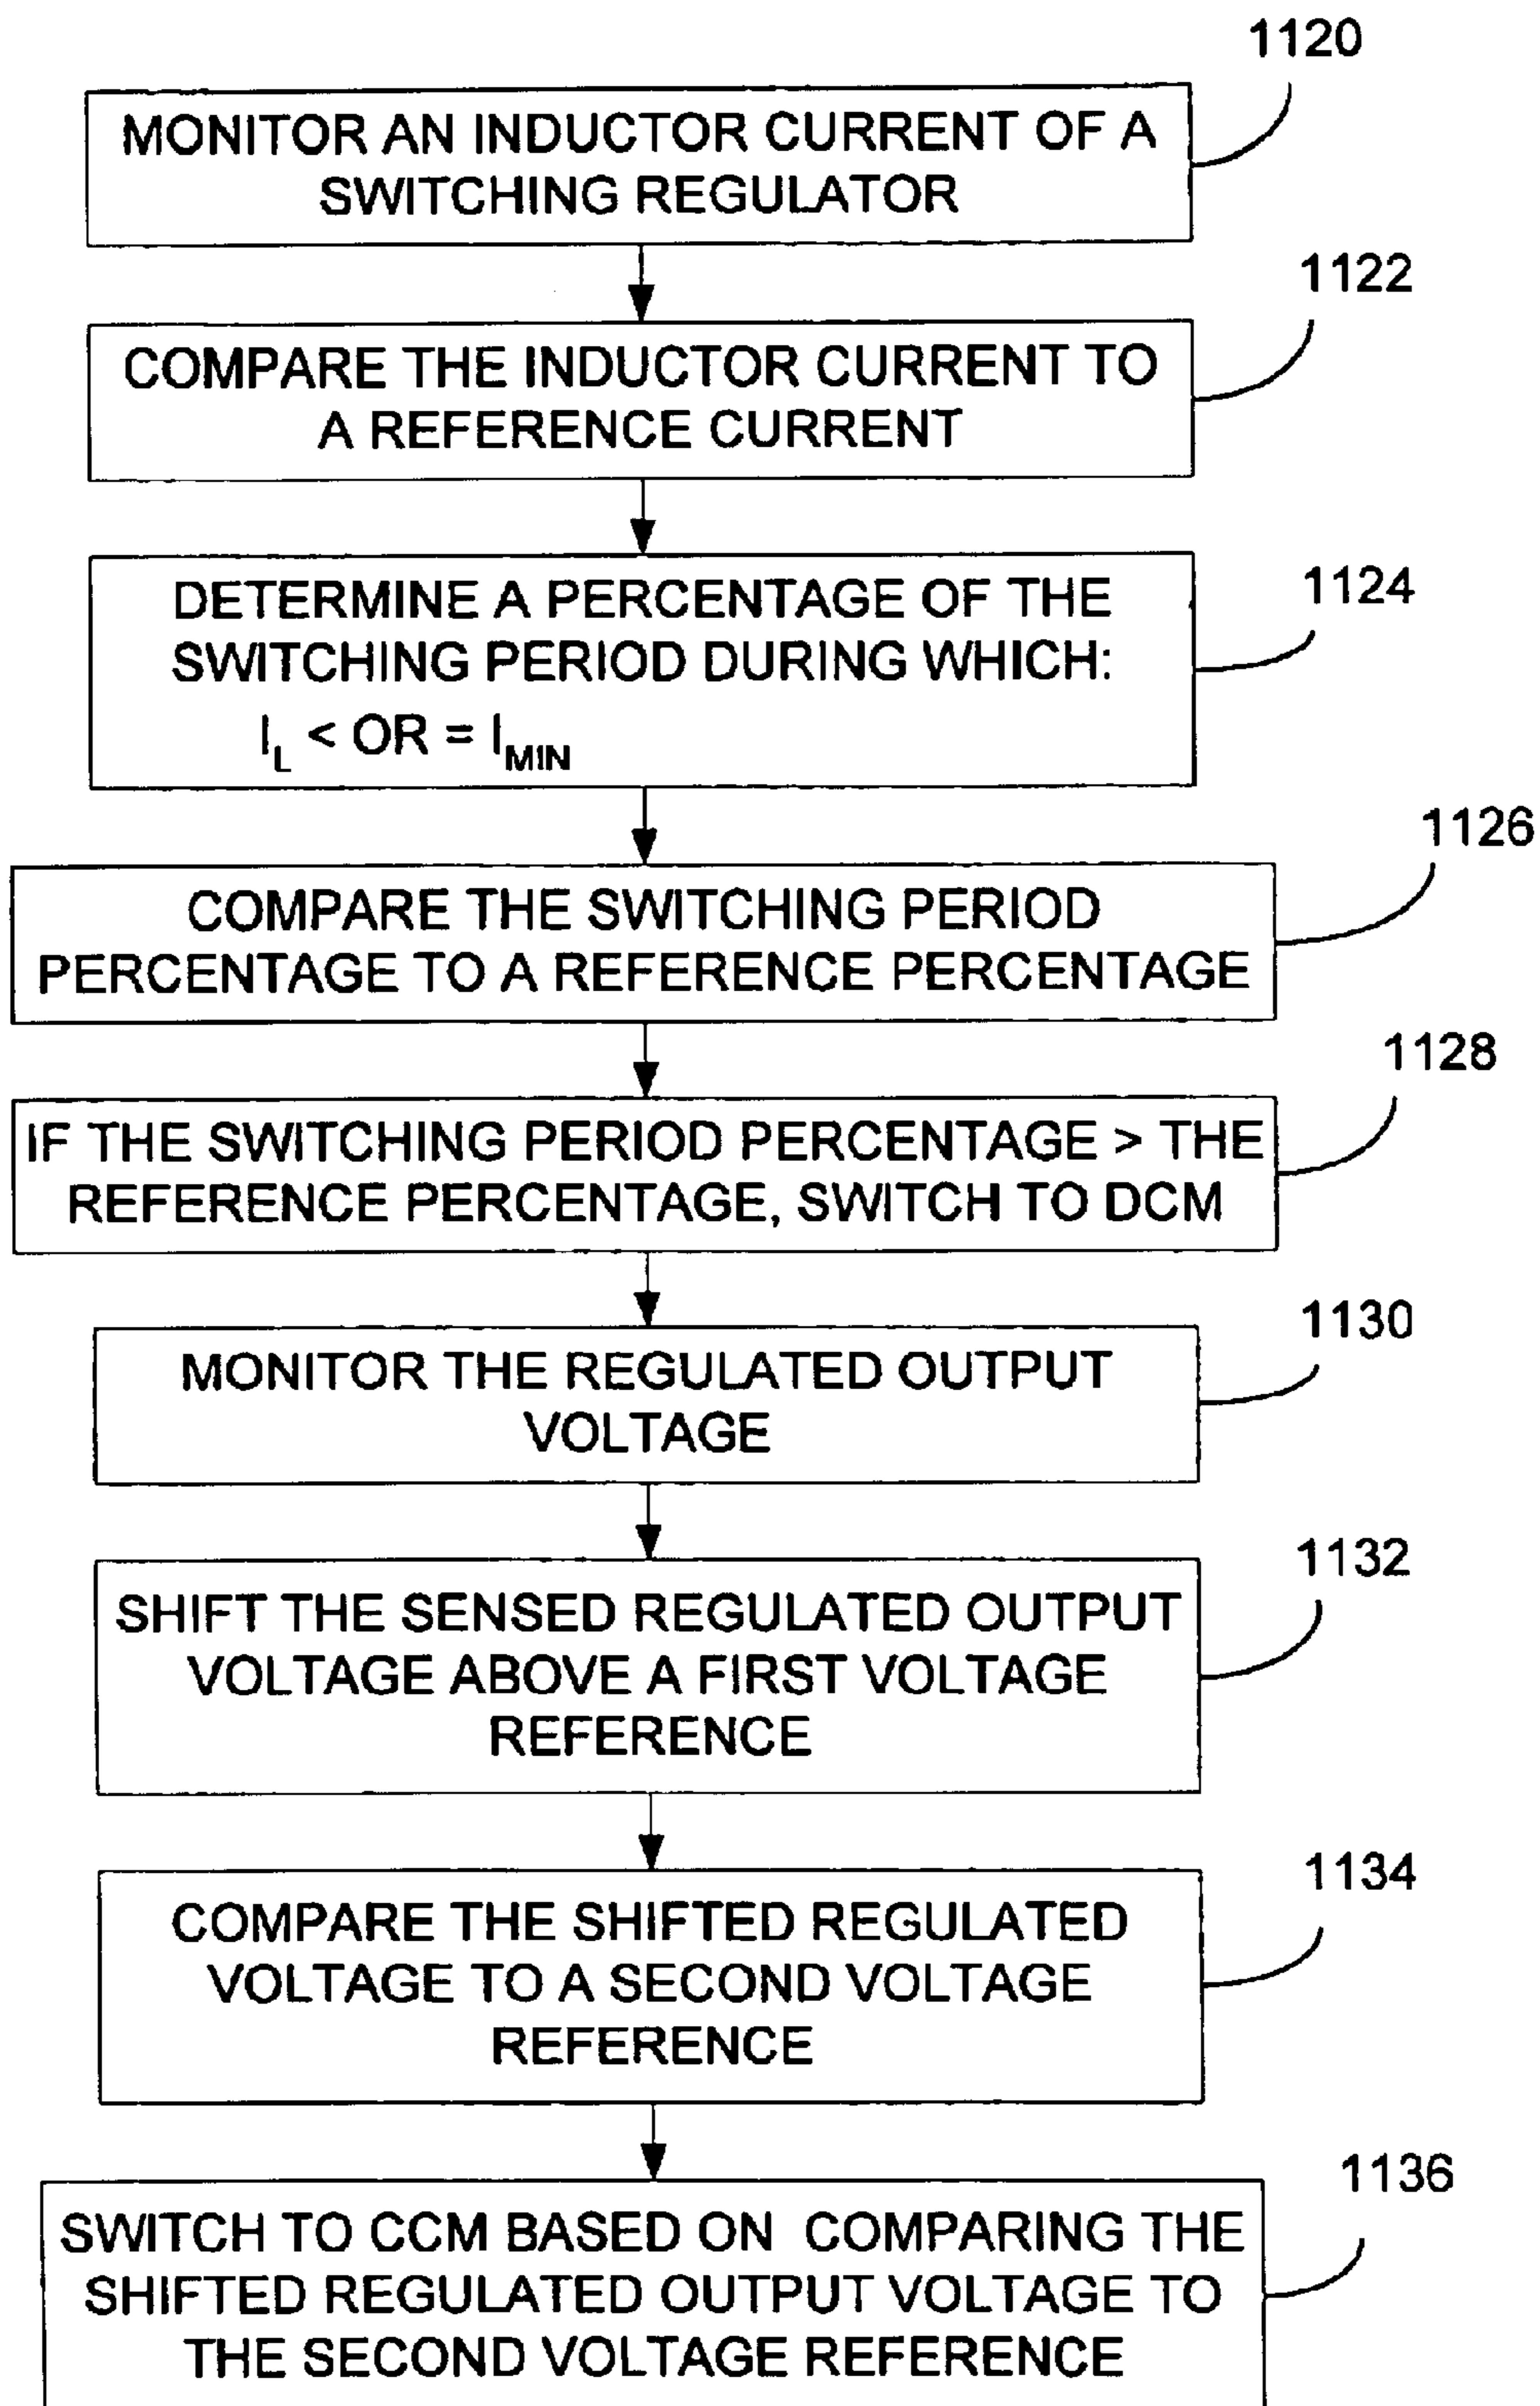 1120
MONITOR AN INDUCTOR CURRENT OF A
SWITCHING REGULATOR
1122
COMPARE THE INDUCTOR CURRENT TO
A REFERENCE CURRENT
1124
DETERMINE A PERCENTAGE OF THE
SWITCHING PERIOD DURING WHICH:
I_L < OR = I_MIN
1126
COMPARE THE SWITCHING PERIOD
PERCENTAGE TO A REFERENCE PERCENTAGE
1128
IF THE SWITCHING PERIOD PERCENTAGE > THE
REFERENCE PERCENTAGE, SWITCH TO DCM
1130
MONITOR THE REGULATED OUTPUT
VOLTAGE
1132
SHIFT THE SENSED REGULATED OUTPUT
VOLTAGE ABOVE A FIRST VOLTAGE
REFERENCE
1134
COMPARE THE SHIFTED REGULATED
VOLTAGE TO A SECOND VOLTAGE
REFERENCE
1136
SWITCH TO CCM BASED ON COMPARING THE
SHIFTED REGULATED OUTPUT VOLTAGE TO
THE SECOND VOLTAGE REFERENCE